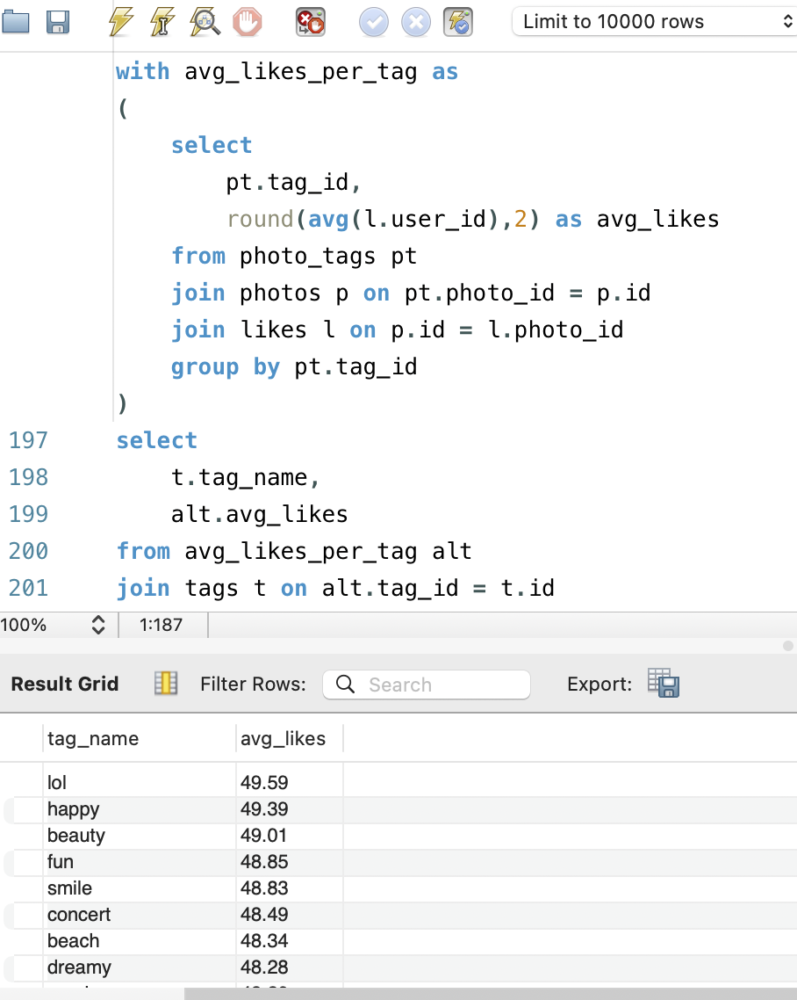 Limit to 10000 rows
with avg_likes_per_tag as
(
select
pt.tag_id,
round(avg(l.user_id),2) as avg_likes
from photo_tags pt
join photos p on pt.photo_id = p.id
join likes l on p.id = l.photo_id
group by pt.tag_id
)
197 select
198 t.tag_name,
199 alt.avg_likes
200 from avg_likes_per_tag alt
201 join tags t on alt.tag_id = t.id
100% 1:187
Result Grid Filter Rows: Search Export:
tag_name avg_likes
lol 49.59
happy 49.39
beauty 49.01
fun 48.85
smile 48.83
concert 48.49
beach 48.34
dreamy 48.28